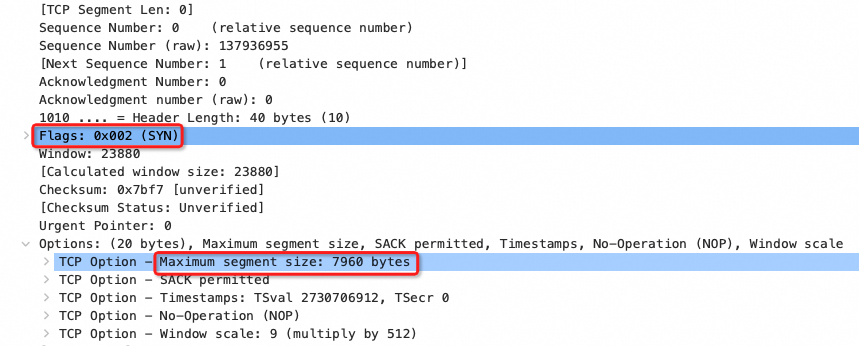 [TCP Segment Len: 0]
Sequence Number: 0    (relative sequence number)
Sequence Number (raw): 137936955
[Next Sequence Number: 1    (relative sequence number)]
Acknowledgment Number: 0
Acknowledgment number (raw): 0
1010 .... = Header Length: 40 bytes (10)
Flags: 0x002 (SYN)
Window: 23880
[Calculated window size: 23880]
Checksum: 0x7bf7 [unverified]
[Checksum Status: Unverified]
Urgent Pointer: 0
Options: (20 bytes), Maximum segment size, SACK permitted, Timestamps, No-Operation (NOP), Window scale
TCP Option – Maximum segment size: 7960 bytes
TCP Option – SACK permitted
TCP Option – Timestamps: TSval 2730706912, TSecr 0
TCP Option – No-Operation (NOP)
TCP Option – Window scale: 9 (multiply by 512)